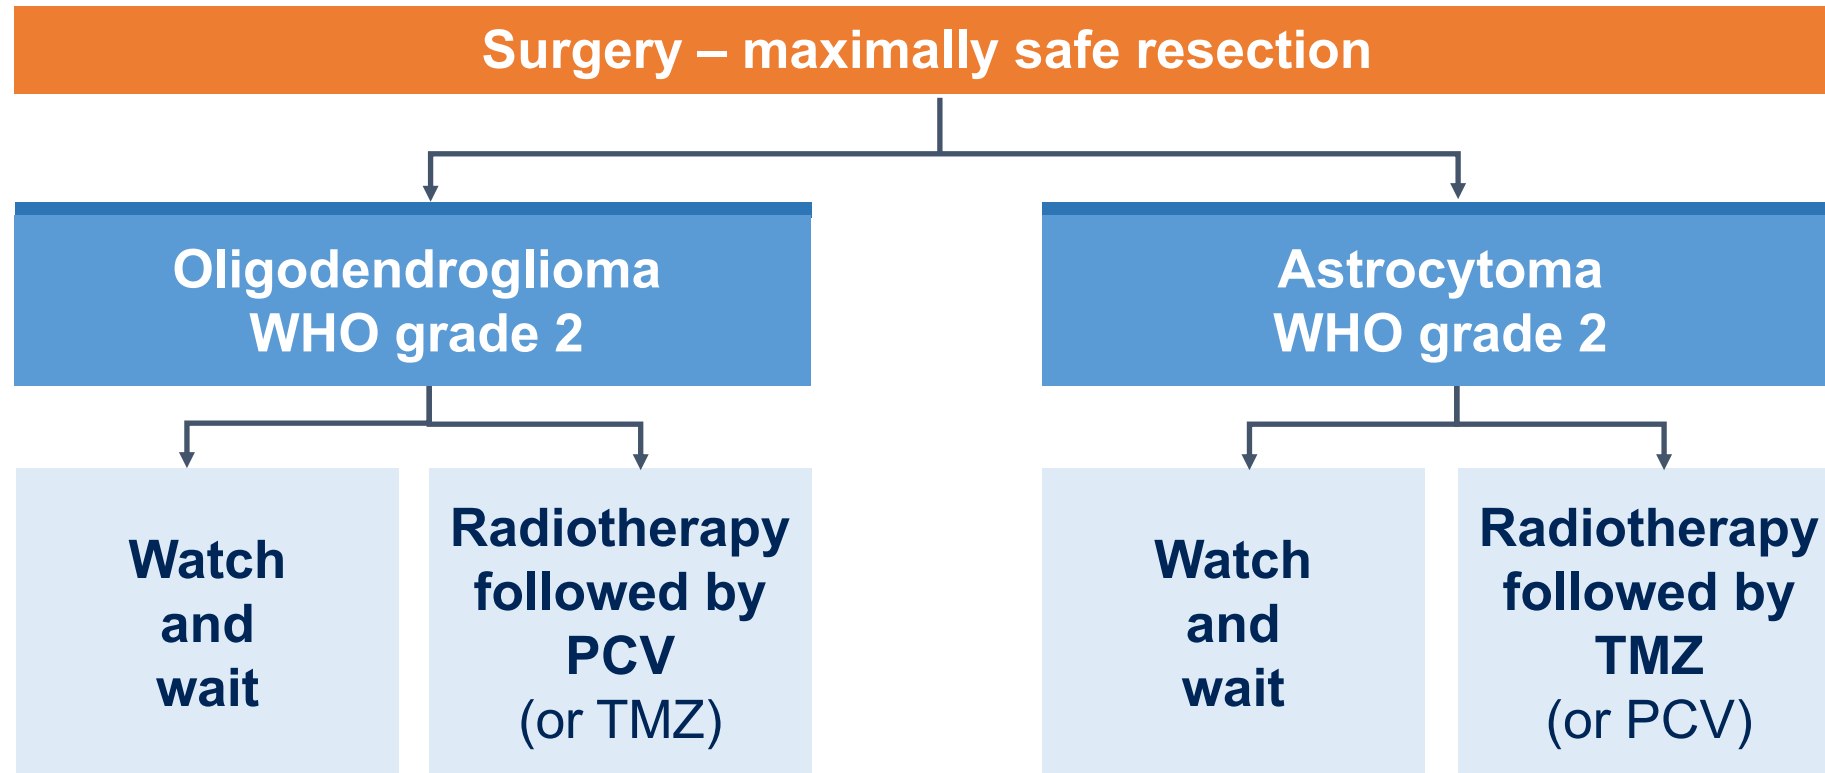 Surgery – maximally safe resection
Oligodendroglioma
WHO grade 2
Astrocytoma
WHO grade 2
Watch
and
wait
Radiotherapy
followed by
PCV
(or TMZ)
Watch
and
wait
Radiotherapy
followed by
TMZ
(or PCV)